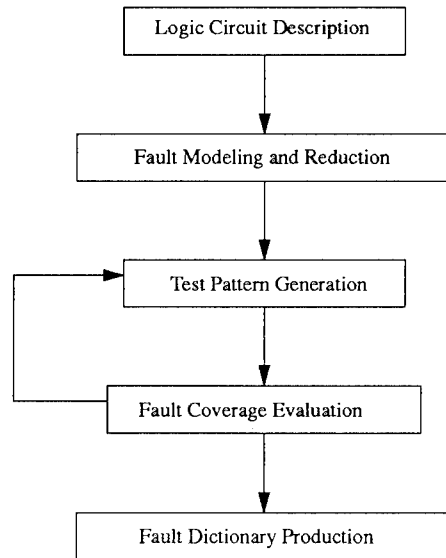 Logic Circuit Description
Fault Modeling and Reduction
Test Pattern Generation
Fault Coverage Evaluation
Fault Dictionary Production